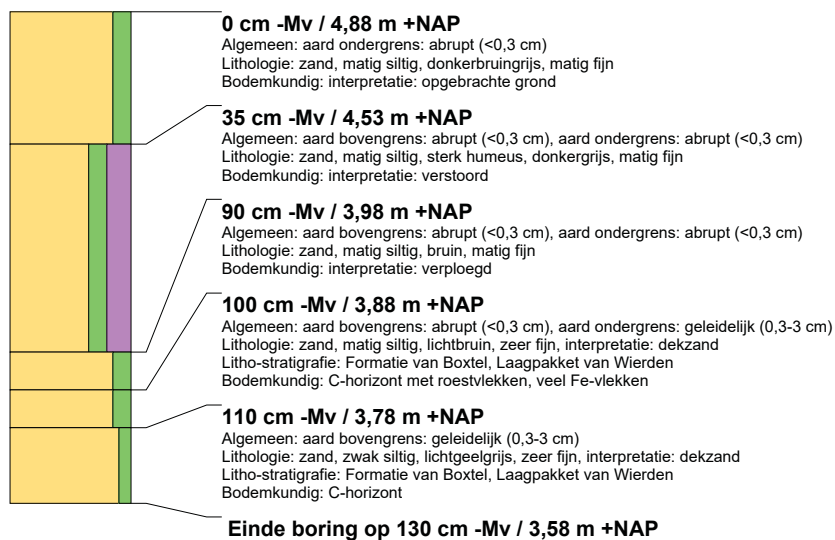 0 cm -Mv / 4,88 m +NAP
Algemeen: aard ondergrens: abrupt (<0,3 cm)
Lithologie: zand, matig siltig, donkerbruingrijs, matig fijn
Bodemkundig: interpretatie: opgebrachte grond
35 cm -Mv / 4,53 m +NAP
Algemeen: aard bovengrens: abrupt (<0,3 cm), aard ondergrens: abrupt (<0,3 cm)
Lithologie: zand, matig siltig, sterk humeus, donkergrijs, matig fijn
Bodemkundig: interpretatie: verstoord
90 cm -Mv / 3,98 m +NAP
Algemeen: aard bovengrens: abrupt (<0,3 cm), aard ondergrens: abrupt (<0,3 cm)
Lithologie: zand, matig siltig, bruin, matig fijn
Bodemkundig: interpretatie: verploegd
100 cm -Mv / 3,88 m +NAP
Algemeen: aard bovengrens: abrupt (<0,3 cm), aard ondergrens: geleidelijk (0,3-3 cm)
Lithologie: zand, matig siltig, lichtbruin, zeer fijn, interpretatie: dekzand
Litho-stratigrafie: Formatie van Boxtel, Laagpakket van Wierden
Bodemkundig: C-horizont met roestvlekken, veel Fe-vlekken
110 cm -Mv / 3,78 m +NAP
Algemeen: aard bovengrens: geleidelijk (0,3-3 cm)
Lithologie: zand, zwak siltig, lichtgeelgrijs, zeer fijn, interpretatie: dekzand
Litho-stratigrafie: Formatie van Boxtel, Laagpakket van Wierden
Bodemkundig: C-horizont
Einde boring op 130 cm -Mv / 3,58 m +NAP